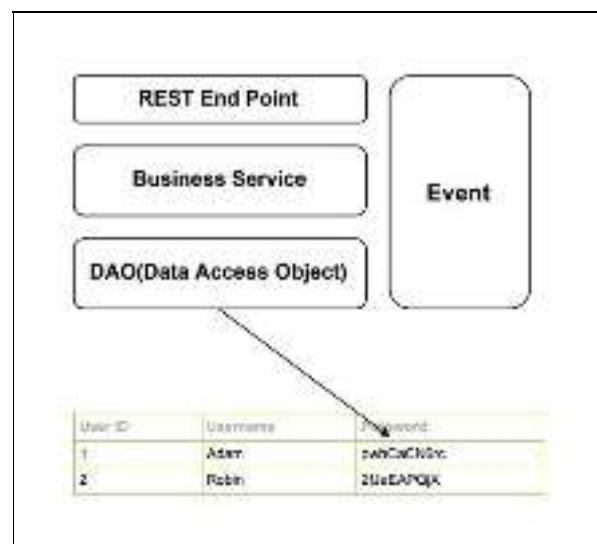 REST End Point
Business Service
Event
DAO(Data Access Object)
User ID Username Password
1 Adam
2 Robin